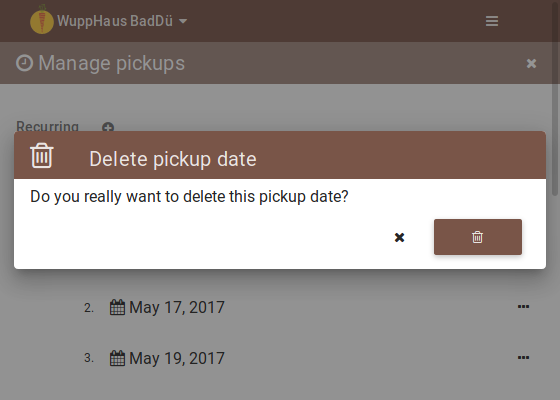 WuppHaus BadDü
Manage pickups
Recurring
Delete pickup date
Do you really want to delete this pickup date?
2. May 17, 2017
3. May 19, 2017